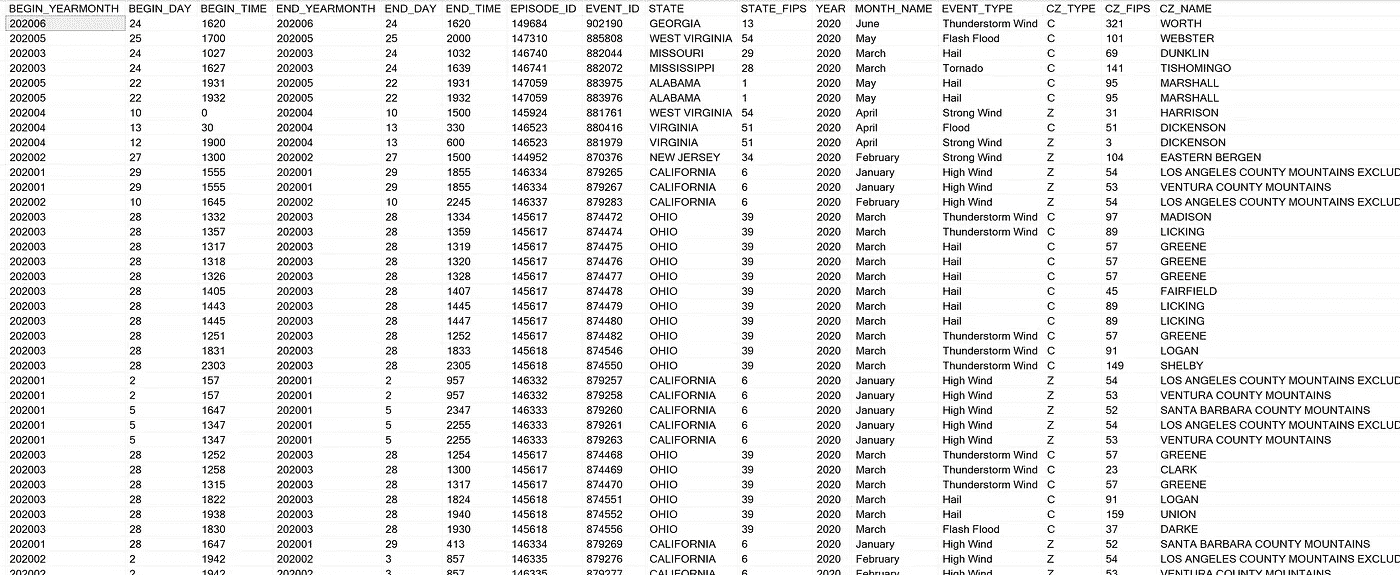 BEGIN_YEARMONTH BEGIN_DAY BEGIN_TIME END_YEARMONTH END_DAY END_TIME EPISODE_ID EVENT_ID STATE STATE_FIPS YEAR MONTH_NAME EVENT_TYPE CZ_TYPE CZ_FIPS CZ_NAME
202006 24 1620 202006 24 1620 149684 902190 GEORGIA 13 2020 June Thunderstorm Wind C 321 WORTH
202005 25 1700 202005 25 2000 147310 885808 WEST VIRGINIA 54 2020 May Flash Flood C 101 WEBSTER
202003 24 1027 202003 24 1032 146740 882044 MISSOURI 29 2020 March Hail C 69 DUNKLIN
202003 24 1627 202003 24 1639 146741 882072 MISSISSIPPI 28 2020 March Tornado C 141 TISHOMINGO
202005 22 1931 202005 22 1931 147059 883975 ALABAMA 1 2020 May Hail C 95 MARSHALL
202005 22 1932 202005 22 1932 147059 883976 ALABAMA 1 2020 May Hail C 95 MARSHALL
202004 10 0 202004 10 1500 145924 881761 WEST VIRGINIA 54 2020 April Strong Wind Z 31 HARRISON
202004 13 30 202004 13 330 146523 880416 VIRGINIA 51 2020 April Flood C 51 DICKENSON
202004 12 1900 202004 13 600 146523 881979 VIRGINIA 51 2020 April Strong Wind Z 3 DICKENSON
202002 27 1300 202002 27 1500 144952 870376 NEW JERSEY 34 2020 February Strong Wind Z 104 EASTERN BERGEN
202001 29 1555 202001 29 1855 146334 879265 CALIFORNIA 6 2020 January High Wind Z 54 LOS ANGELES COUNTY MOUNTAINS EXCLUD
202001 29 1555 202001 29 1855 146334 879267 CALIFORNIA 6 2020 January High Wind Z 53 VENTURA COUNTY MOUNTAINS
202002 10 1645 202002 10 2245 146337 879283 CALIFORNIA 6 2020 February High Wind Z 54 LOS ANGELES COUNTY MOUNTAINS EXCLUD
202003 28 1332 202003 28 1334 145617 874472 OHIO 39 2020 March Thunderstorm Wind C 97 MADISON
202003 28 1357 202003 28 1359 145617 874474 OHIO 39 2020 March Thunderstorm Wind C 89 LICKING
202003 28 1317 202003 28 1319 145617 874475 OHIO 39 2020 March Hail C 57 GREENE
202003 28 1318 202003 28 1320 145617 874476 OHIO 39 2020 March Hail C 57 GREENE
202003 28 1326 202003 28 1328 145617 874477 OHIO 39 2020 March Hail C 57 GREENE
202003 28 1405 202003 28 1407 145617 874478 OHIO 39 2020 March Hail C 45 FAIRFIELD
202003 28 1443 202003 28 1445 145617 874479 OHIO 39 2020 March Hail C 89 LICKING
202003 28 1445 202003 28 1447 145617 874480 OHIO 39 2020 March Hail C 89 LICKING
202003 28 1251 202003 28 1252 145617 874482 OHIO 39 2020 March Thunderstorm Wind C 57 GREENE
202003 28 1831 202003 28 1833 145618 874546 OHIO 39 2020 March Thunderstorm Wind C 91 LOGAN
202003 28 2303 202003 28 2305 145618 874550 OHIO 39 2020 March Thunderstorm Wind C 149 SHELBY
202001 2 157 202001 2 957 146332 879257 CALIFORNIA 6 2020 January High Wind Z 54 LOS ANGELES COUNTY MOUNTAINS EXCLUD
202001 2 157 202001 2 957 146332 879258 CALIFORNIA 6 2020 January High Wind Z 53 VENTURA COUNTY MOUNTAINS
202001 5 1647 202001 5 2347 146333 879260 CALIFORNIA 6 2020 January High Wind Z 52 SANTA BARBARA COUNTY MOUNTAINS
202001 5 1347 202001 5 2255 146333 879261 CALIFORNIA 6 2020 January High Wind Z 54 LOS ANGELES COUNTY MOUNTAINS EXCLUD
202001 5 1347 202001 5 2255 146333 879263 CALIFORNIA 6 2020 January High Wind Z 53 VENTURA COUNTY MOUNTAINS
202003 28 1252 202003 28 1254 145617 874468 OHIO 39 2020 March Thunderstorm Wind C 57 GREENE
202003 28 1258 202003 28 1300 145617 874469 OHIO 39 2020 March Thunderstorm Wind C 23 CLARK
202003 28 1315 202003 28 1317 145617 874470 OHIO 39 2020 March Thunderstorm Wind C 57 GREENE
202003 28 1822 202003 28 1824 145618 874551 OHIO 39 2020 March Hail C 91 LOGAN
202003 28 1938 202003 28 1940 145618 874552 OHIO 39 2020 March Hail C 159 UNION
202003 28 1830 202003 28 1930 145618 874556 OHIO 39 2020 March Flash Flood C 37 DARKE
202001 28 1647 202001 29 413 146334 879269 CALIFORNIA 6 2020 January High Wind Z 52 SANTA BARBARA COUNTY MOUNTAINS
202002 2 1942 202002 3 857 146335 879276 CALIFORNIA 6 2020 February High Wind Z 54 LOS ANGELES COUNTY MOUNTAINS EXCLUD
202002 2 1942 202002 3 857 146335 879277 CALIFORNIA 6 2020 February High Wind Z 53 VENTURA COUNTY MOUNTAINS